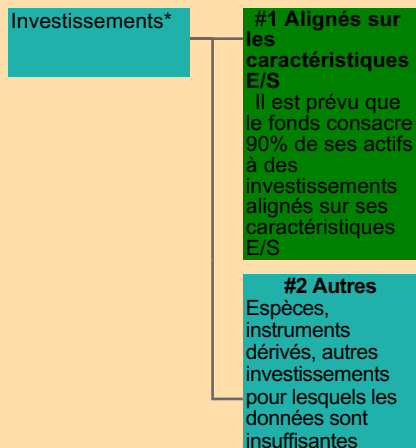 Investissements*
#1 Alignés sur
les
caractéristiques
E/S
Il est prévu que
le fonds consacre
90% de ses actifs
à des
investissements
alignés sur ses
caractéristiques
E/S
#2 Autres
Espèces,
instruments
dérivés, autres
investissements
pour lesquels les
données sont
insuffisantes